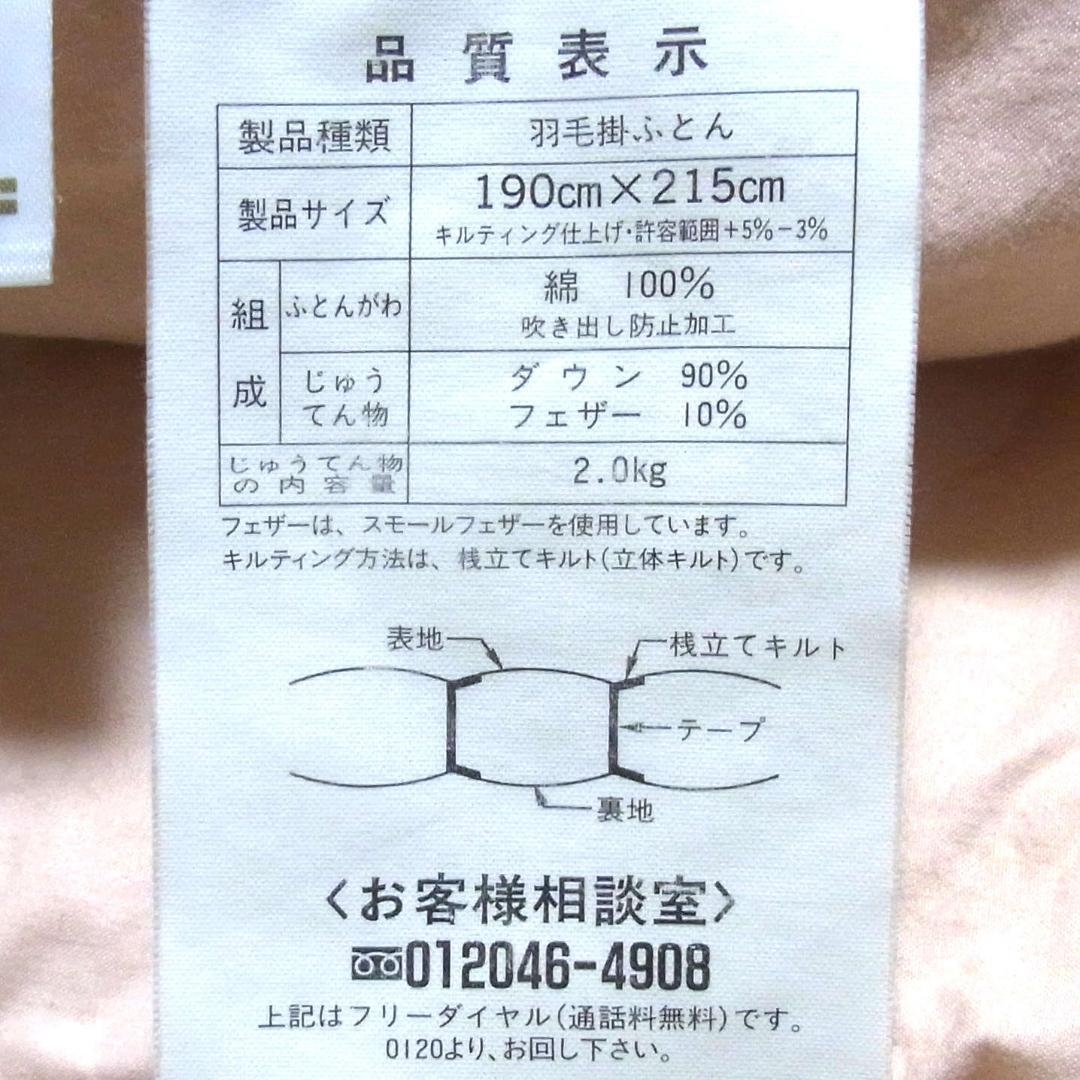 品質表示
製品種類 羽毛掛ふとん
製品サイズ 190cm×215cm
キルティング仕上げ・許容範囲+5%-3%
組成 ふとんがわ 綿 100%
吹き出し防止加工
じゅう ダウン 90%
てん物 フェザー 10%
じゅうてん物 2.0kg
の内容量
フェザーは、スモールフェザーを使用しています。
キルティング方法は、桟立てキルト(立体キルト)です。
表地 桟立てキルト
テープ
裏地
〈お客様相談室〉
012046-4908
上記はフリーダイヤル(通話料無料)です。
0120より、お回し下さい。